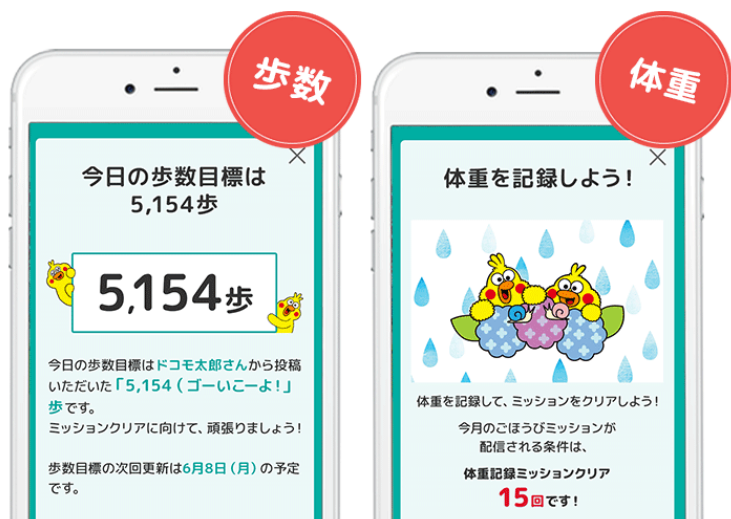 歩数
今日の歩数目標は
5,154歩
5,154歩
今日の歩数目標はドコモ太郎さんから投稿
いただいた「5,154（ゴーいこーよ！」
歩です。
ミッションクリアに向けて、頑張りましょう！
歩数目標の次回更新は6月8日（月）の予定
です。
体重
体重を記録しよう！
体重を記録して、ミッションをクリアしよう！
今月のごほうびミッションが
配信される条件は、
体重記録ミッションクリア
15回です！